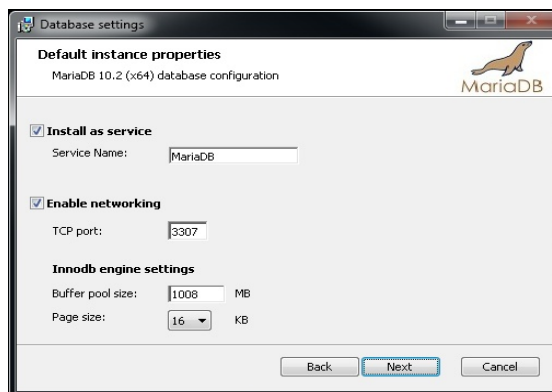 Database settings
Default instance properties
MariaDB 10.2 (x64) database configuration
MariaDB
Install as service
Service Name: MariaDB
Enable networking
TCP port: 3307
Innodb engine settings
Buffer pool size: 1008 MB
Page size: 16 KB
Back Next Cancel